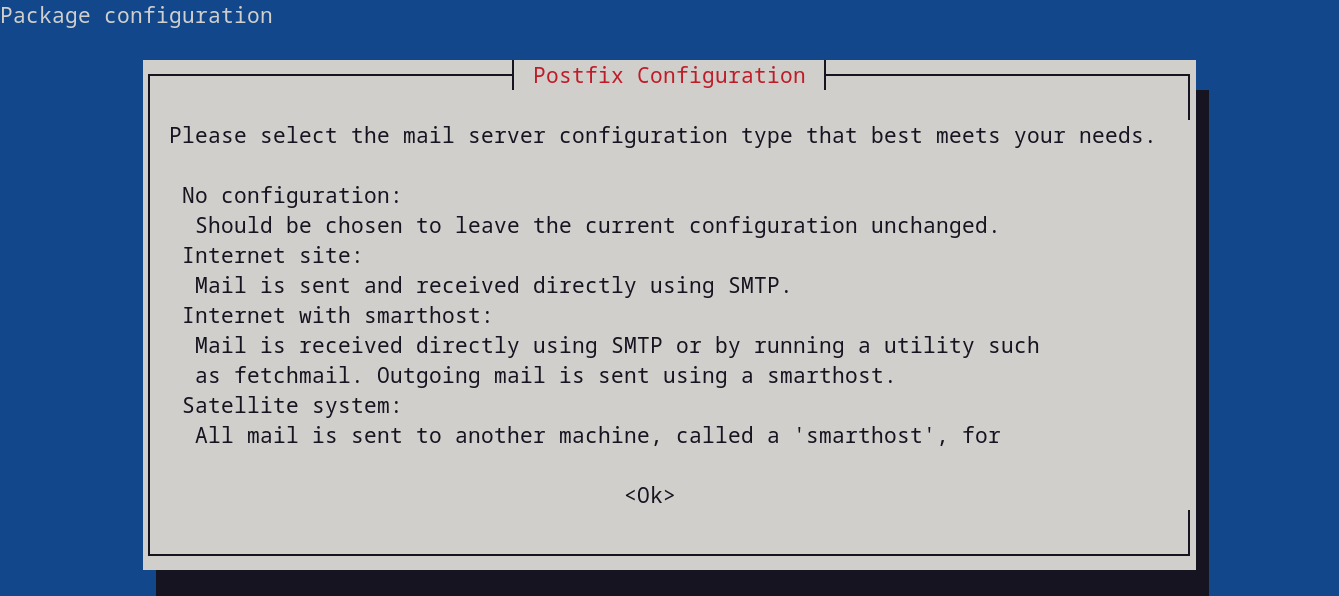 Package configuration
Postfix Configuration
Please select the mail server configuration type that best meets your needs.
No configuration:
Should be chosen to leave the current configuration unchanged.
Internet site:
Mail is sent and received directly using SMTP.
Internet with smarthost:
Mail is received directly using SMTP or by running a utility such
as fetchmail. Outgoing mail is sent using a smarthost.
Satellite system:
All mail is sent to another machine, called a 'smarthost', for
<Ok>